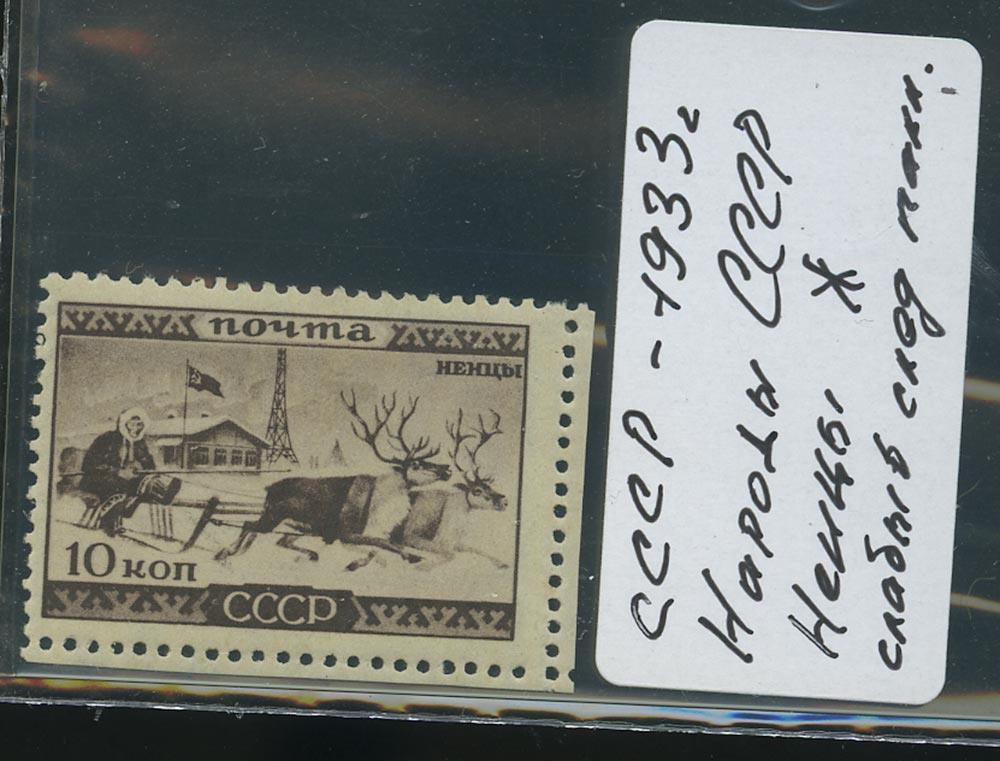 почта
ненцы
10 коп
СССР
СССР - 1933г
Народы СССР
Ненцы Ж
слабый след накл.